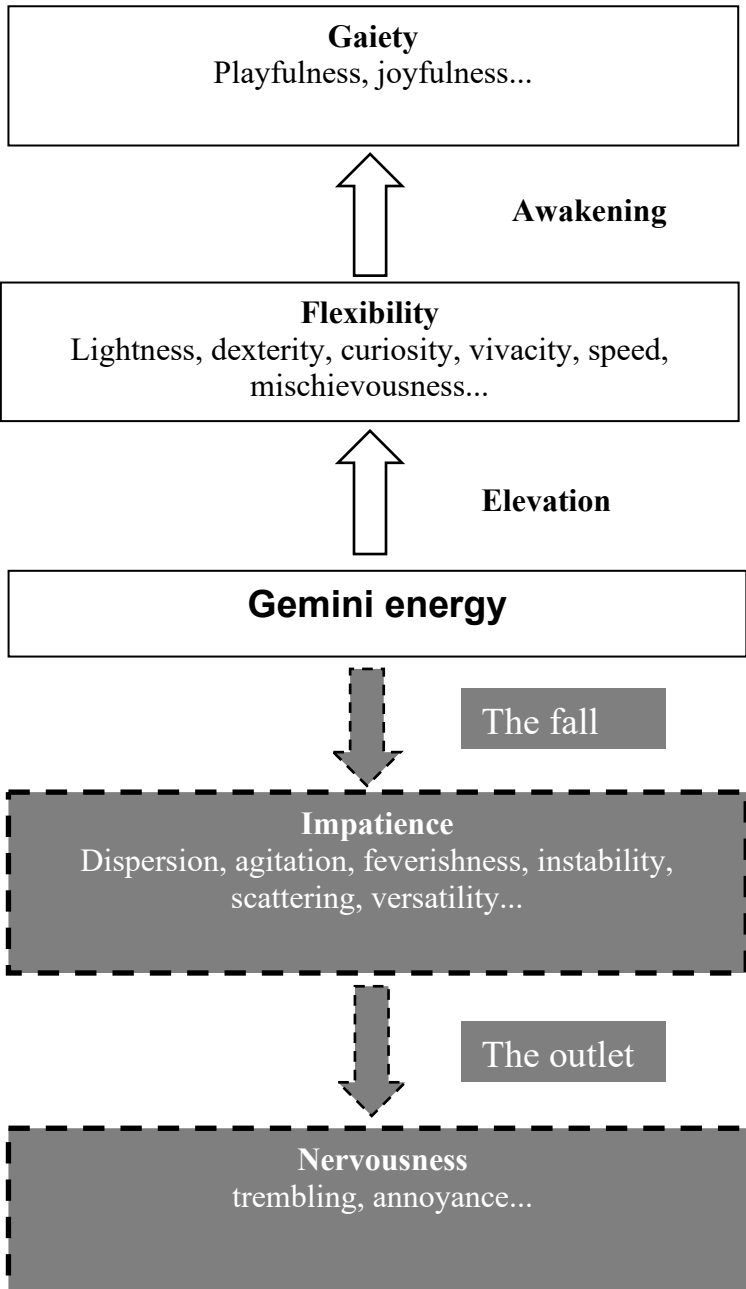 Gaiety
Playfulness, joyfulness...
Awakening
Flexibility
Lightness, dexterity, curiosity, vivacity, speed,
mischievousness...
Elevation
Gemini energy
The fall
Impatience
Dispersion, agitation, feverishness, instability,
scattering, versatility...
The outlet
Nervousness
trembling, annoyance...